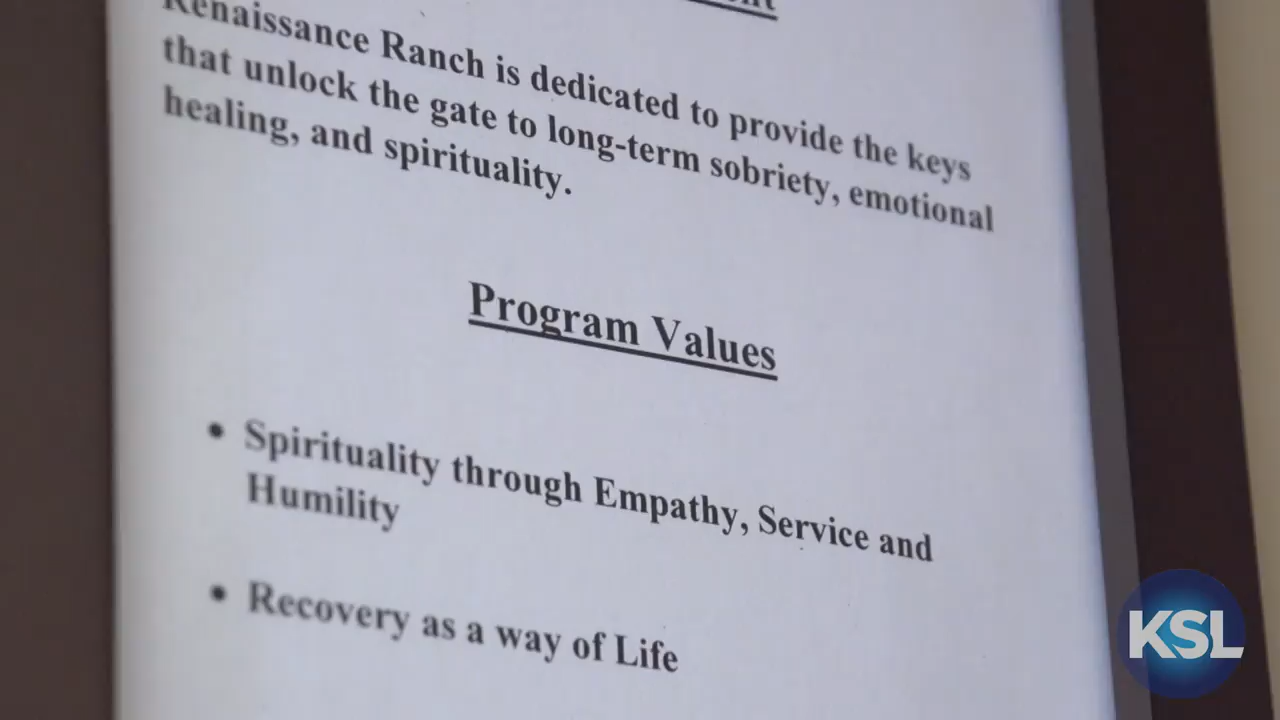 Renaissance Ranch is dedicated to provide the keys
that unlock the gate to long-term sobriety, emotional
healing, and spirituality.
Program Values
• Spirituality through Empathy, Service and
Humility
• Recovery as a way of Life
KSL